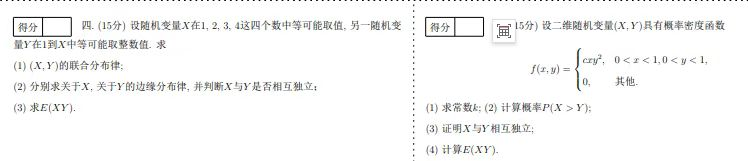 得分
四. (15分) 设随机变量X在1, 2, 3, 4这四个数中等可能取值, 另一随机变
量Y在1到X中等可能取整数值. 求
(1) (X, Y)的联合分布律;
(2) 分别求关于X, 关于Y的边缘分布律, 并判断X与Y是否相互独立;
(3) 求E(XY).
得分
15分) 设二维随机变量(X, Y)具有概率密度函数
f(x, y) = { cxy², 0 < x < 1, 0 < y < 1,
0, 其他.
(1) 求常数k; (2) 计算概率P(X > Y);
(3) 证明X与Y相互独立;
(4) 计算E(XY).